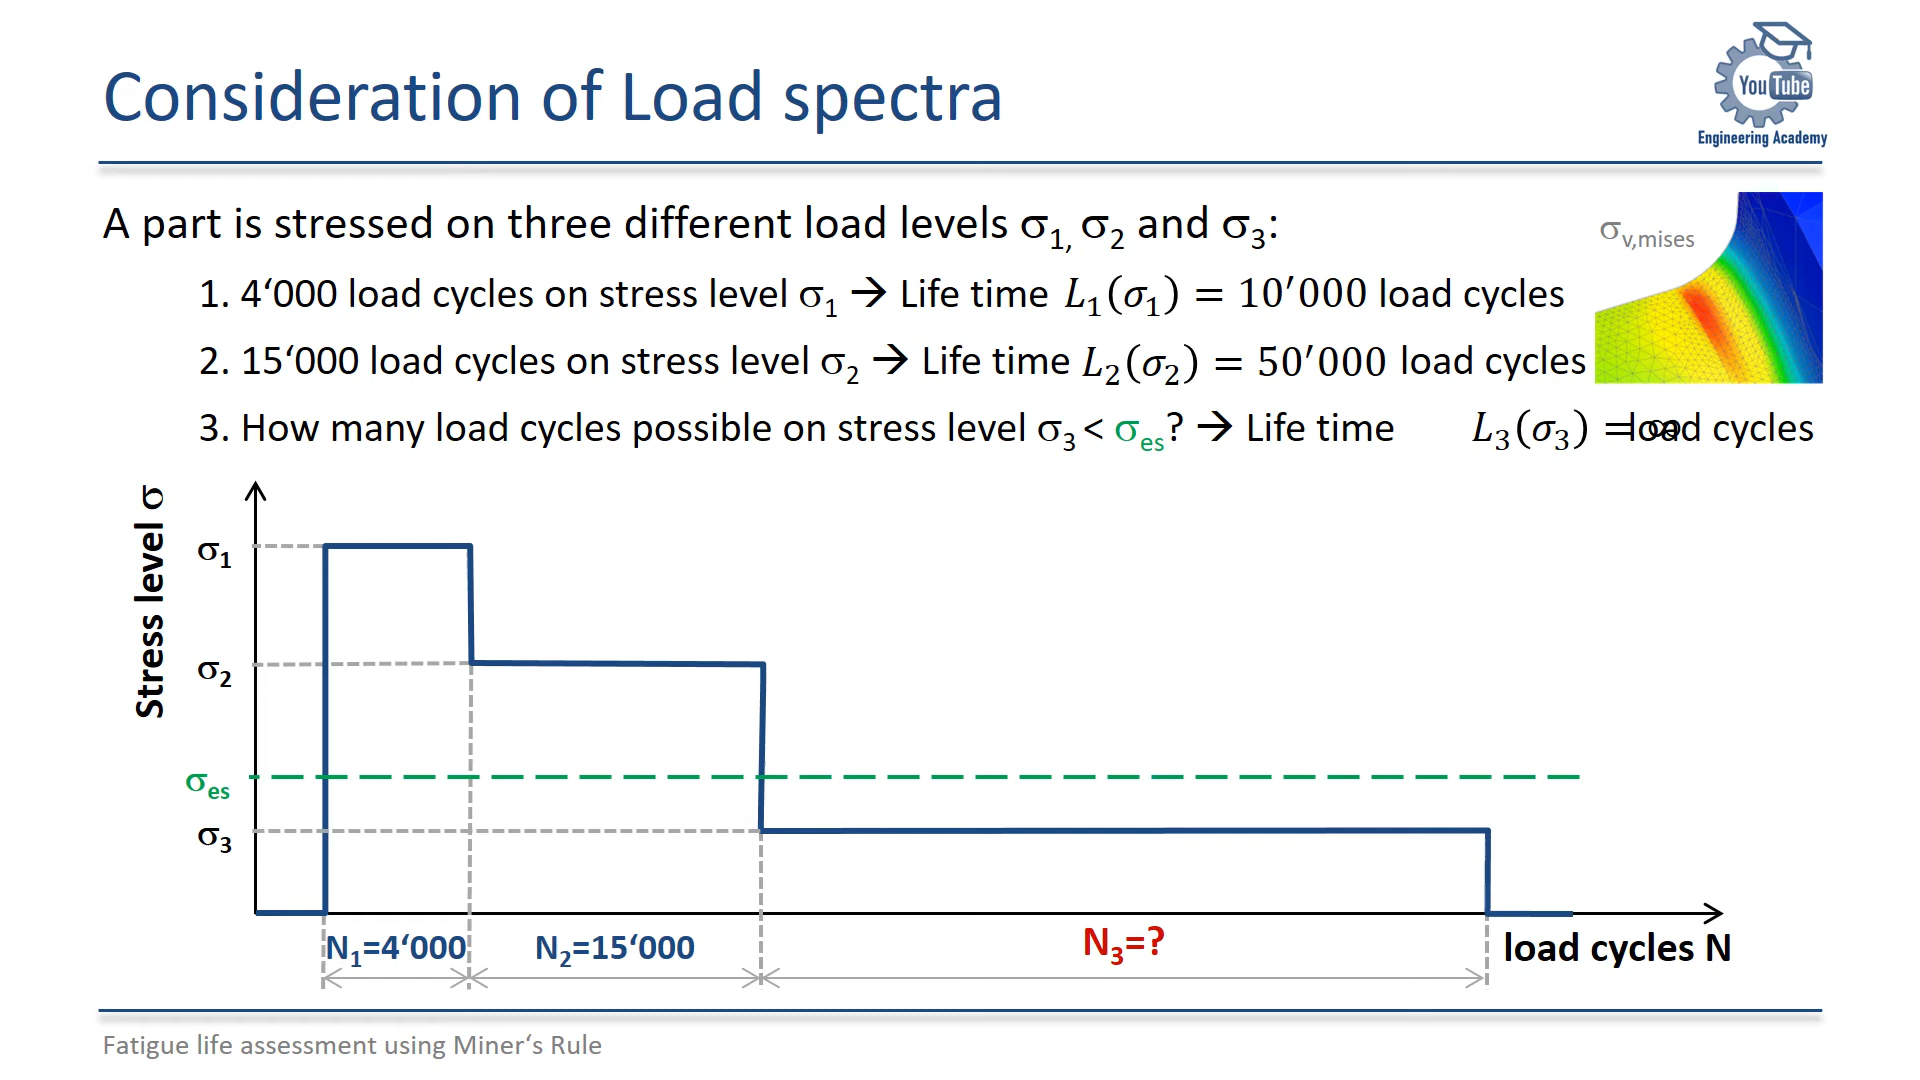 Consideration of Load spectra
You Tube
Engineering Academy
A part is stressed on three different load levels σ1, σ2 and σ3:
σv,mises
1. 4‘000 load cycles on stress level σ1 → Life time L1(σ1) = 10′000 load cycles
2. 15‘000 load cycles on stress level σ2 → Life time L2(σ2) = 50′000 load cycles
3. How many load cycles possible on stress level σ3 < σes? → Life time L3(σ3) = ∞ load cycles
Stress level σ
σ1
σ2
σes
σ3
N1=4‘000
N2=15‘000
N3=?
load cycles N
Fatigue life assessment using Miner‘s Rule